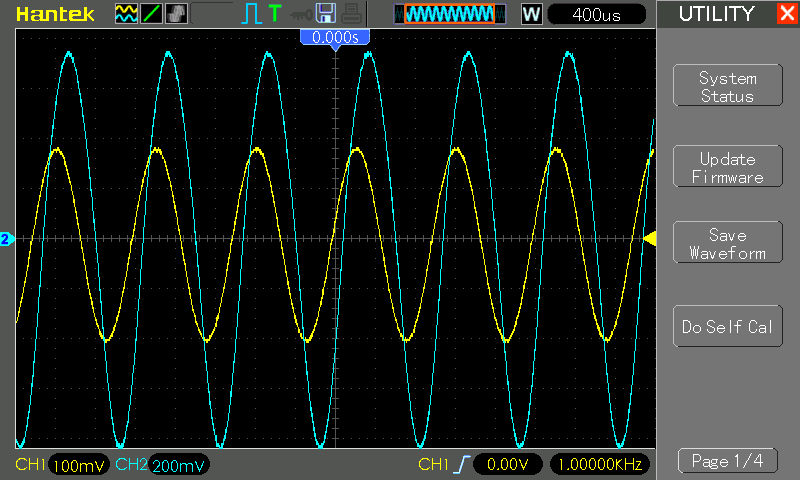 Hantek
T
W
400us
UTILITY
0.000s
System
Status
Update
Firmware
Save
Waveform
Do Self Cal
2
CH1 100mV CH2 200mV CH1 0.00V 1.00000KHz
Page 1/4